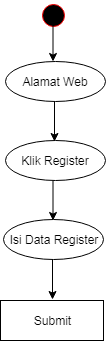 Alamat Web
Klik Register
Isi Data Register
Submit